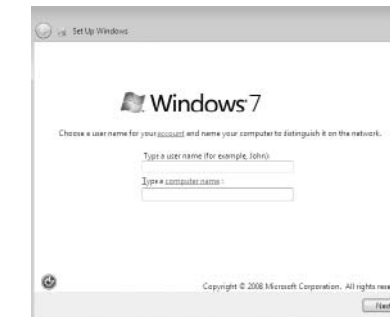 Set Up Windows
Windows 7
Choose a user name for your account and name your computer to distinguish it on the network.
Type a user name (for example, John):
Type a computer name :
Copyright © 2008 Microsoft Corporation. All rights rese
Next